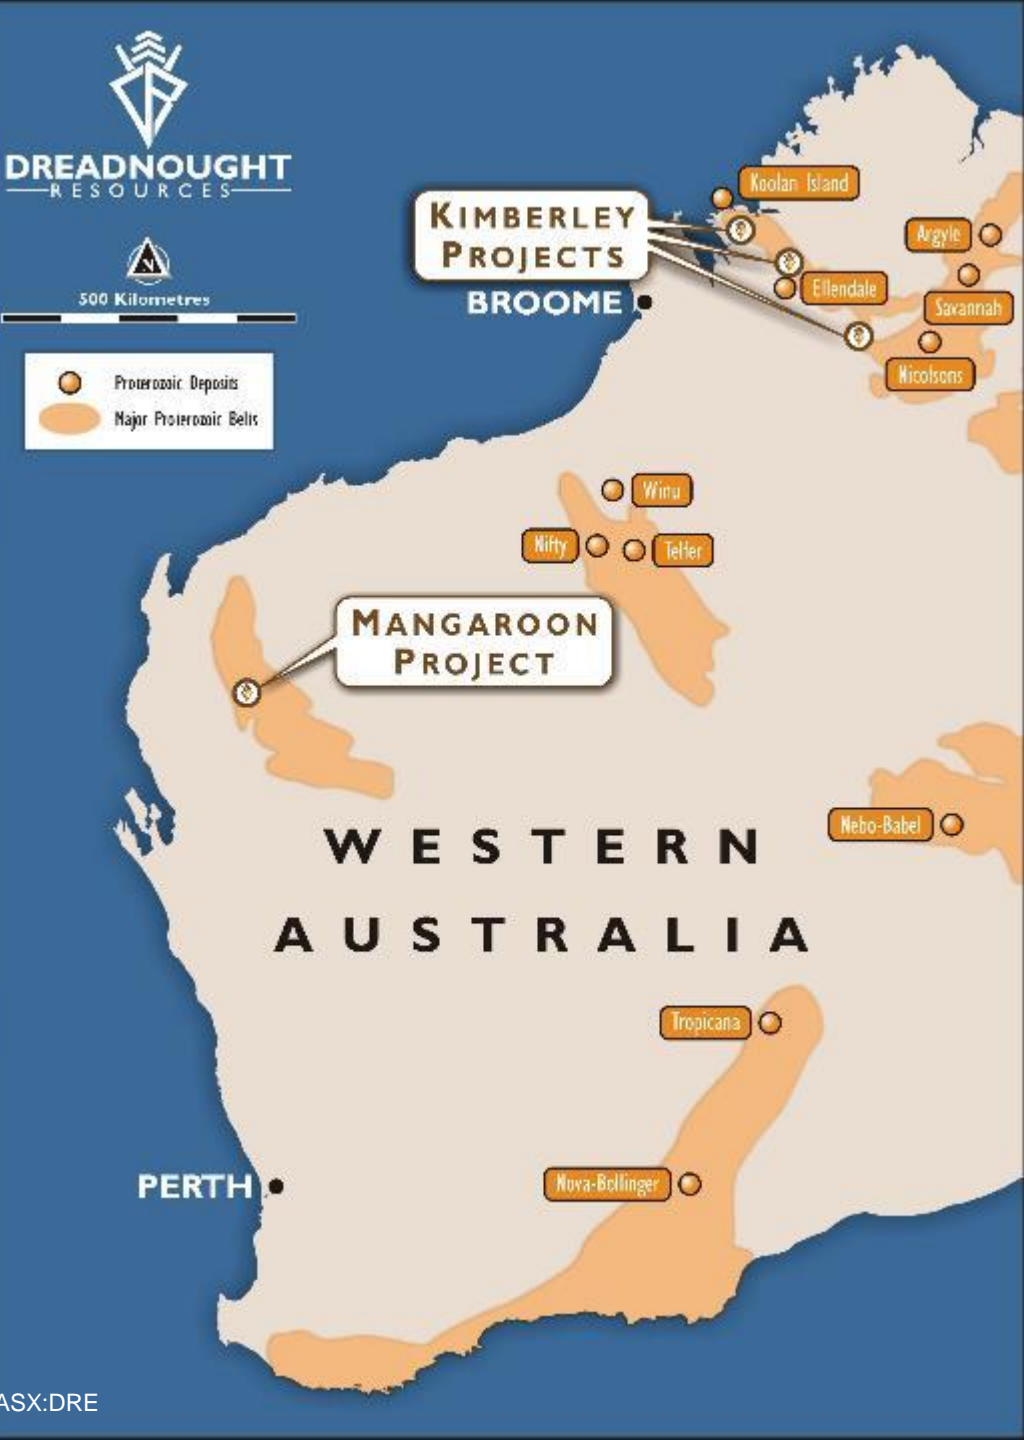 DREADNOUGHT
RESOURCES
N
500 Kilometres
Proterozoic Deposits
Major Proterozoic Belts
Koolan Island
KIMBERLEY
PROJECTS
Argyle
BROOME
Ellendale
Savannah
Nicolsons
Winu
Nifty
Telfer
MANGAROON
PROJECT
Nebo-Babel
WESTERN
AUSTRALIA
Tropicana
PERTH
Nova-Bollinger
ASX:DRE